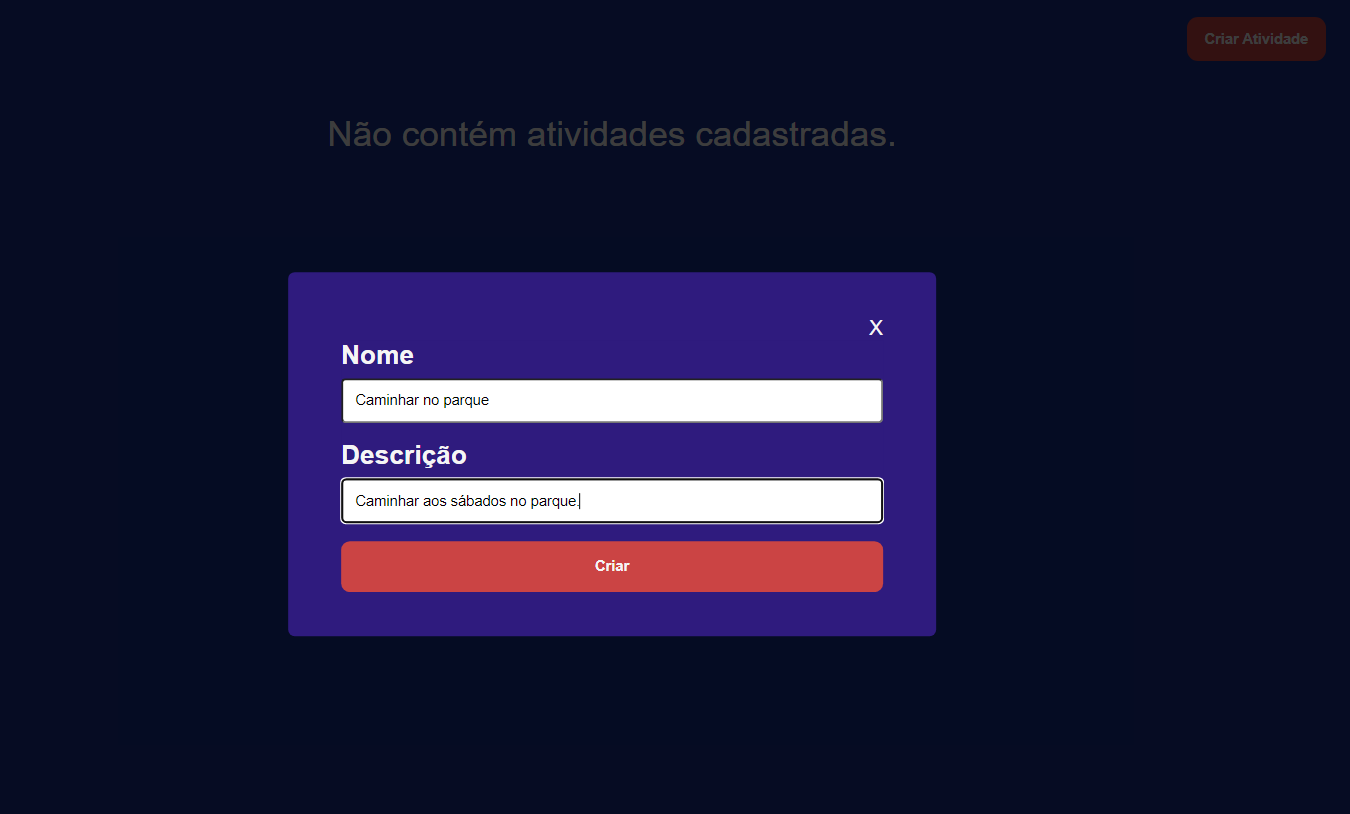 Criar Atividade
Não contém atividades cadastradas.
X
Nome
Caminhar no parque
Descrição
Caminhar aos sábados no parque.
Criar